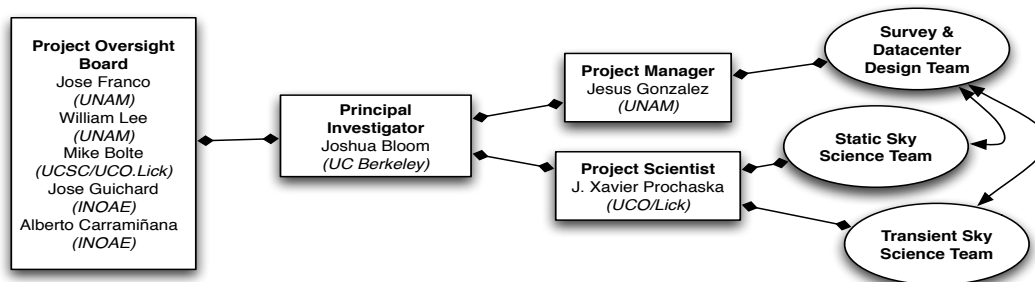 Project Oversight
Board
Jose Franco
(UNAM)
William Lee
(UNAM)
Mike Bolte
(UCSC/UCO.Lick)
Jose Guichard
(INOAE)
Alberto Carramiñana
(INOAE)
Principal
Investigator
Joshua Bloom
(UC Berkeley)
Project Manager
Jesus Gonzalez
(UNAM)
Project Scientist
J. Xavier Prochaska
(UCO/Lick)
Survey &
Datacenter
Design Team
Static Sky
Science Team
Transient Sky
Science Team